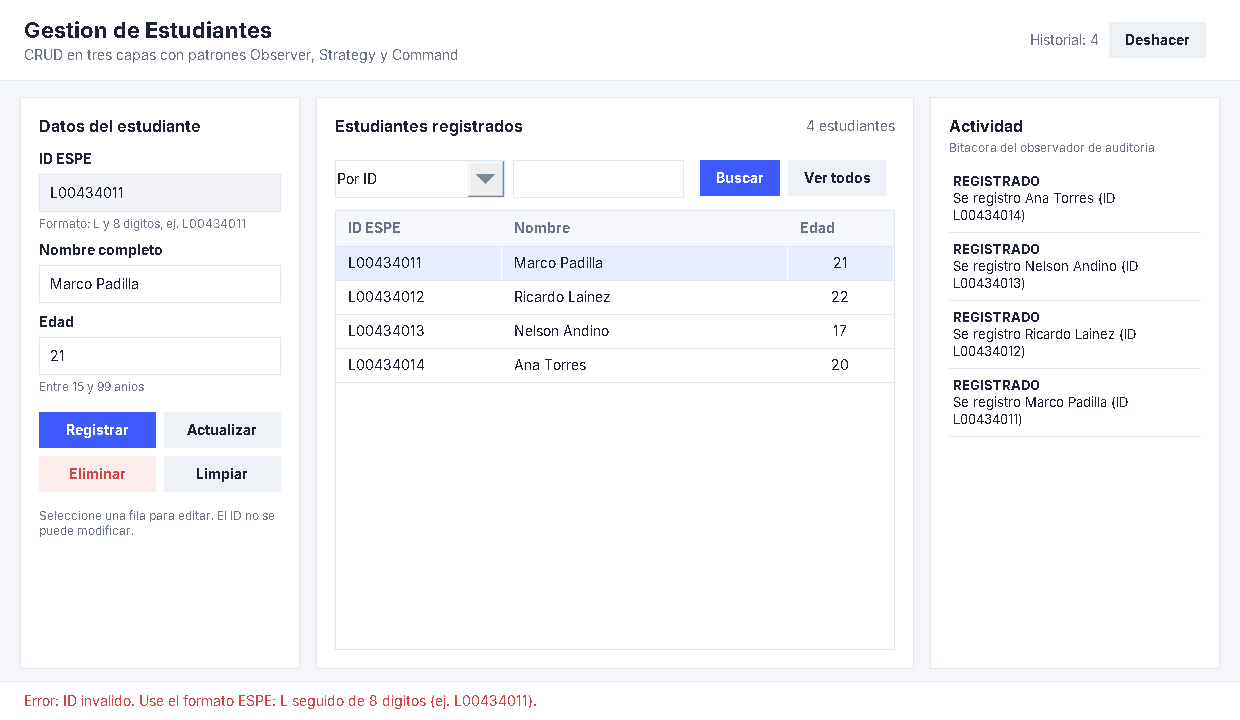 Gestion de Estudiantes
CRUD en tres capas con patrones Observer, Strategy y Command
Historial: 4
Deshacer
Datos del estudiante
ID ESPE
L00434011
Formato: L y 8 digitos, ej. L00434011
Nombre completo
Marco Padilla
Edad
21
Entre 15 y 99 anios
Registrar
Actualizar
Eliminar
Limpiar
Seleccione una fila para editar. El ID no se
puede modificar.
Estudiantes registrados
4 estudiantes
Por ID
Buscar
Ver todos
ID ESPE Nombre Edad
L00434011 Marco Padilla 21
L00434012 Ricardo Lainez 22
L00434013 Nelson Andino 17
L00434014 Ana Torres 20
Actividad
Bitacora del observador de auditoria
REGISTRADO
Se registro Ana Torres (ID
L00434014)
REGISTRADO
Se registro Nelson Andino (ID
L00434013)
REGISTRADO
Se registro Ricardo Lainez (ID
L00434012)
REGISTRADO
Se registro Marco Padilla (ID
L00434011)
Error: ID invalido. Use el formato ESPE: L seguido de 8 digitos (ej. L00434011).